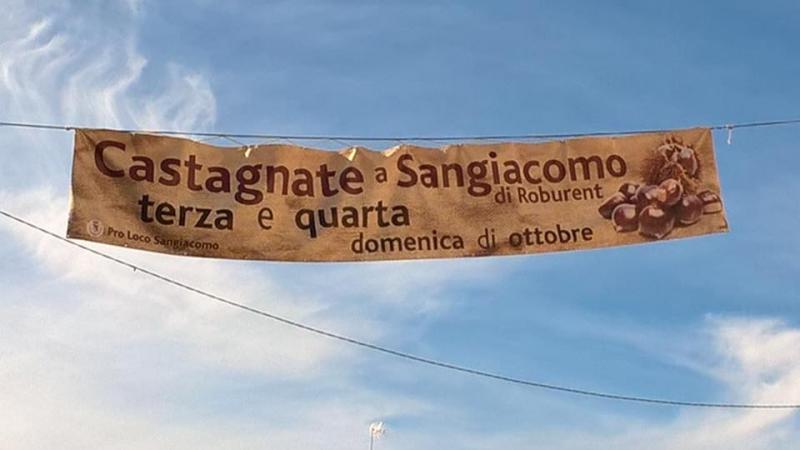 Castagnate a Sangiacomo
di Roburent
terza e quarta
domenica di ottobre
Pro Loco Sangiacomo